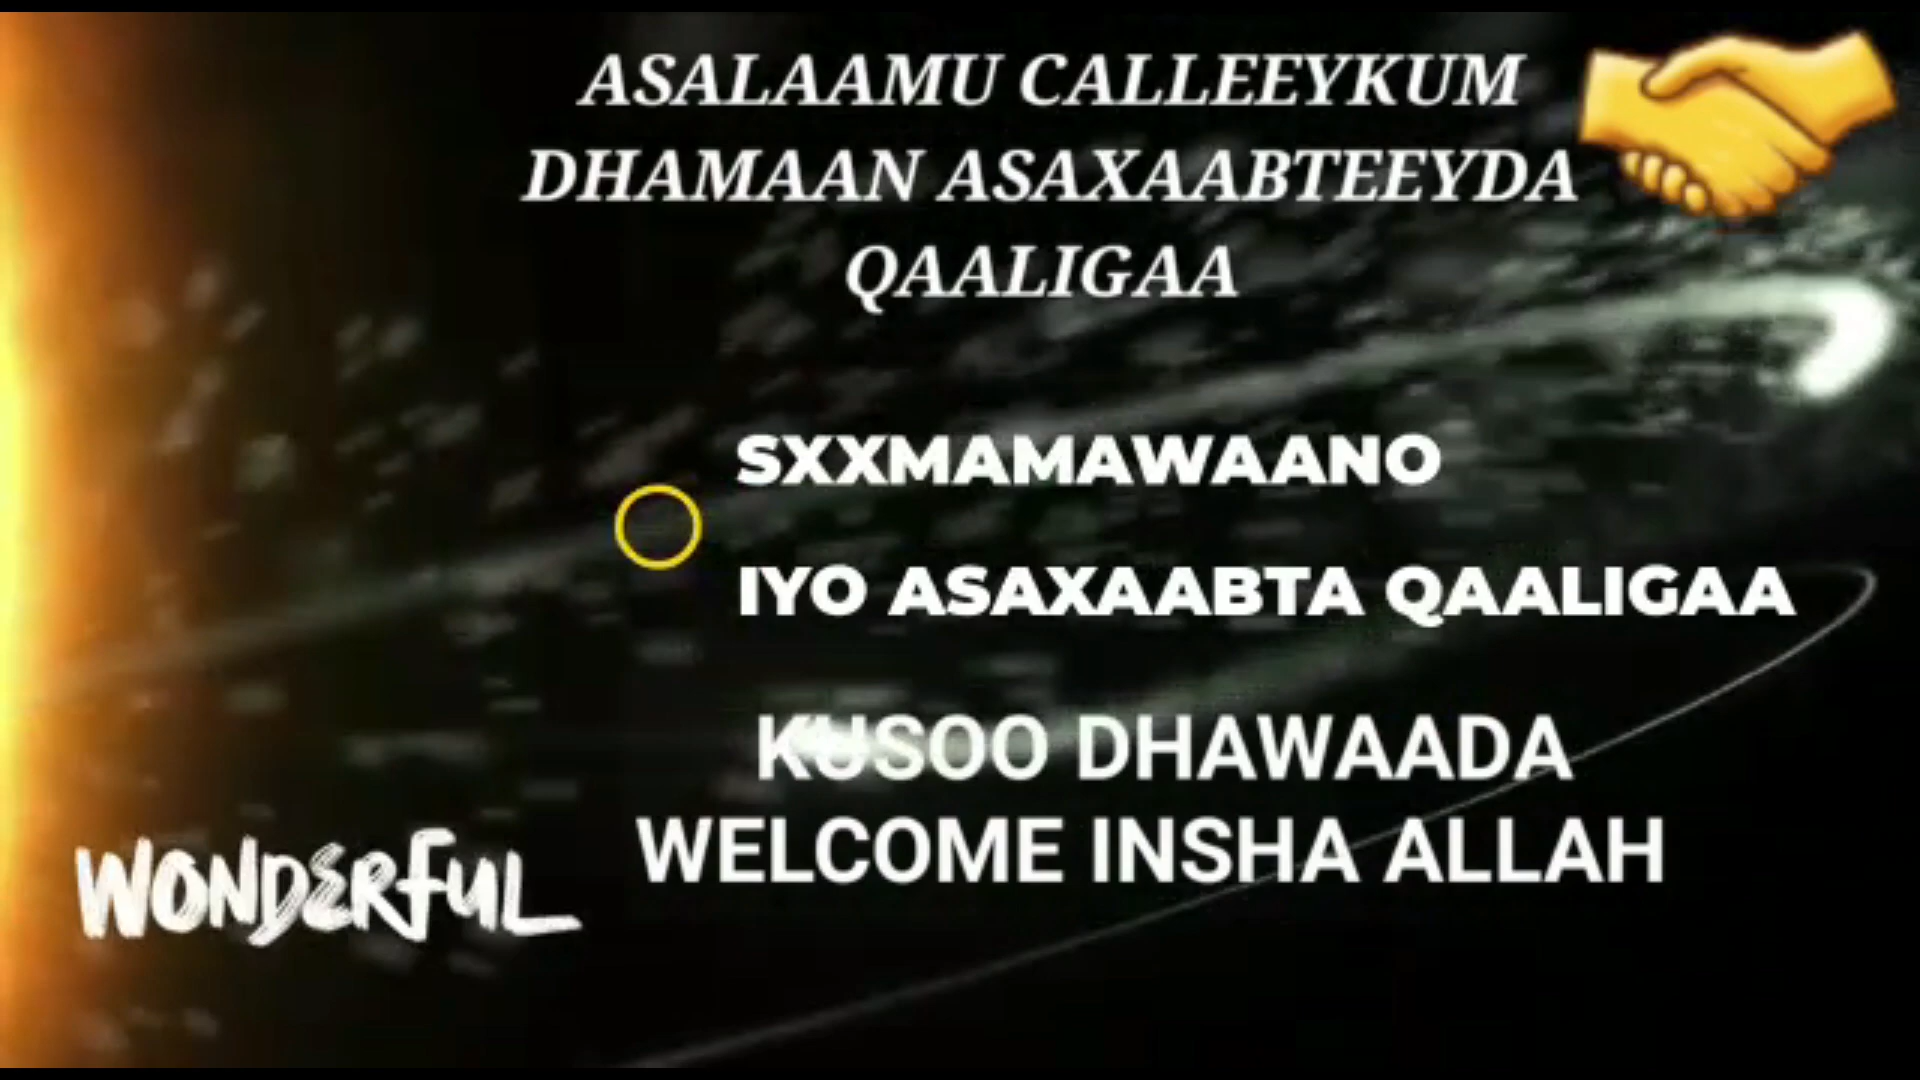 ASALAAMU CALLEEYKUM
DHAMAAN ASAXAABTEEYDA
QAALIGAA
SXXMAMAWAANO
IYO ASAXAABTA QAALIGAA
KUSOO DHAWAADA
WELCOME INSHA ALLAH
WONDERFUL